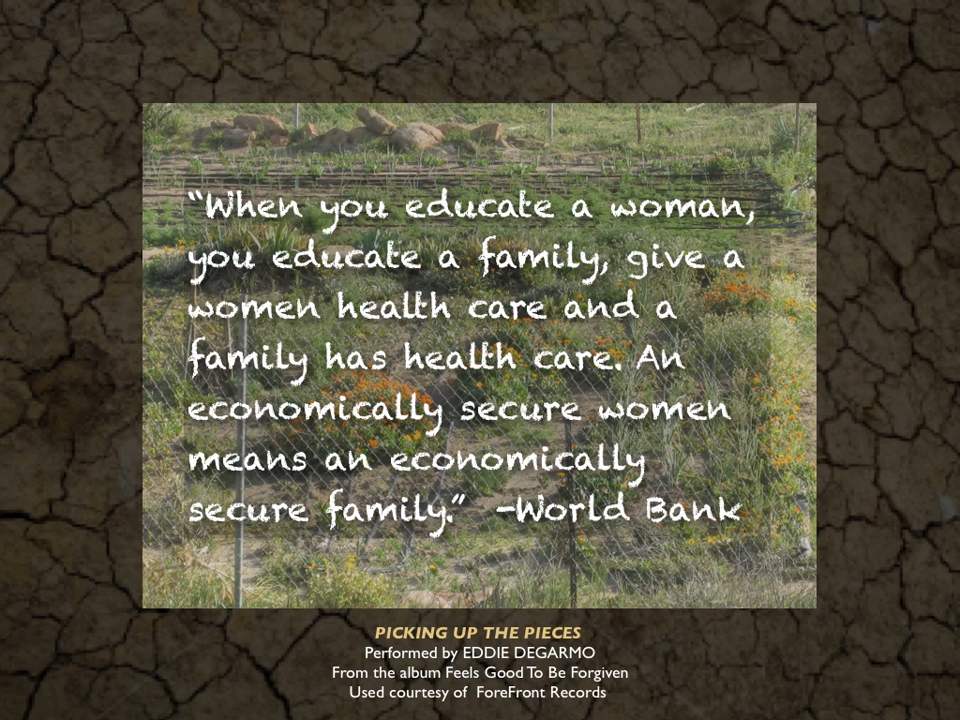 “When you educate a woman,
you educate a family, give a
women health care and a
family has health care. An
economically secure women
means an economically
secure family.” -World Bank
PICKING UP THE PIECES
Performed by EDDIE DEGARMO
From the album Feels Good To Be Forgiven
Used courtesy of ForeFront Records